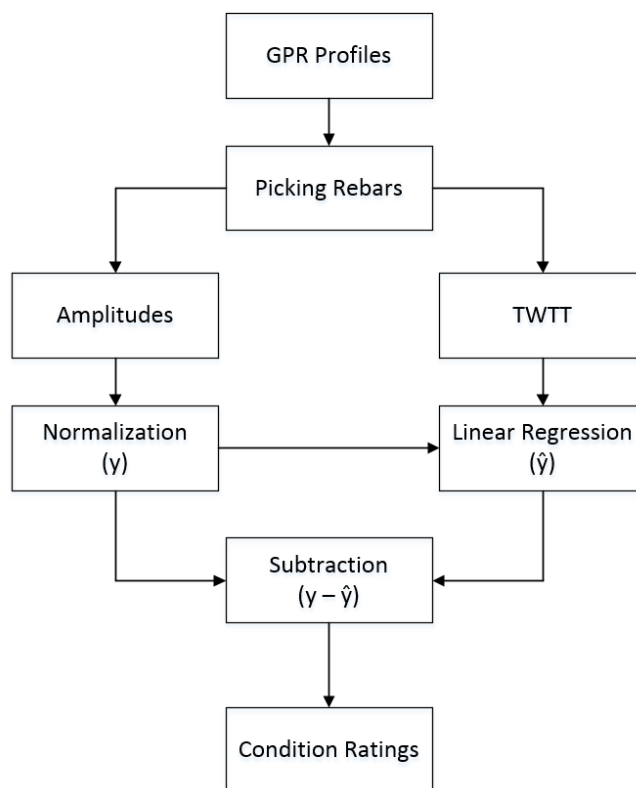 GPR Profiles
Picking Rebars
Amplitudes
TWTT
Normalization
(y)
Linear Regression
(ŷ)
Subtraction
(y – ŷ)
Condition Ratings